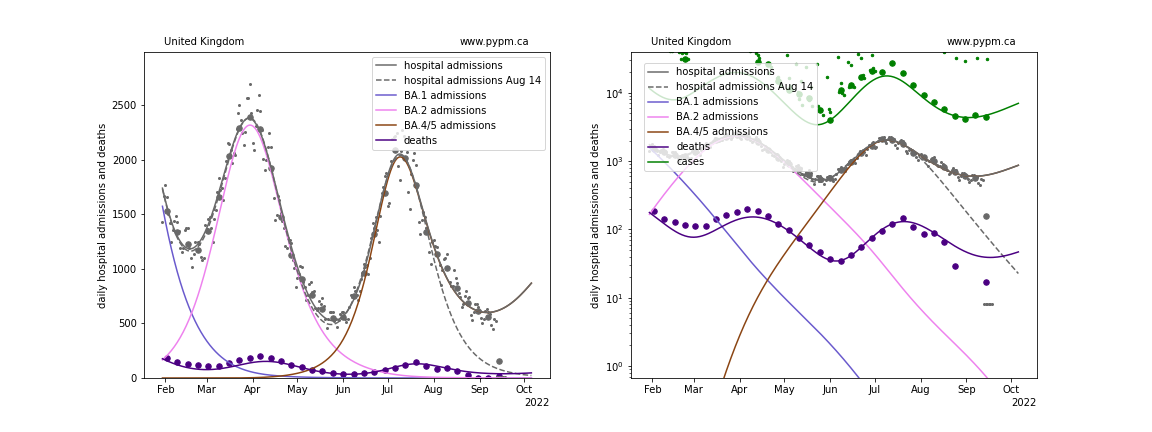 United Kingdom www.pypm.ca
hospital admissions
hospital admissions Aug 14
BA.1 admissions
BA.2 admissions
BA.4/5 admissions
deaths
daily hospital admissions and deaths
2500
2000
1500
1000
500
0
Feb Mar Apr May Jun Jul Aug Sep Oct
2022
United Kingdom www.pypm.ca
hospital admissions
hospital admissions Aug 14
BA.1 admissions
BA.2 admissions
BA.4/5 admissions
deaths
cases
daily hospital admissions and deaths
10⁴
10³
10²
10¹
10⁰
Feb Mar Apr May Jun Jul Aug Sep Oct
2022